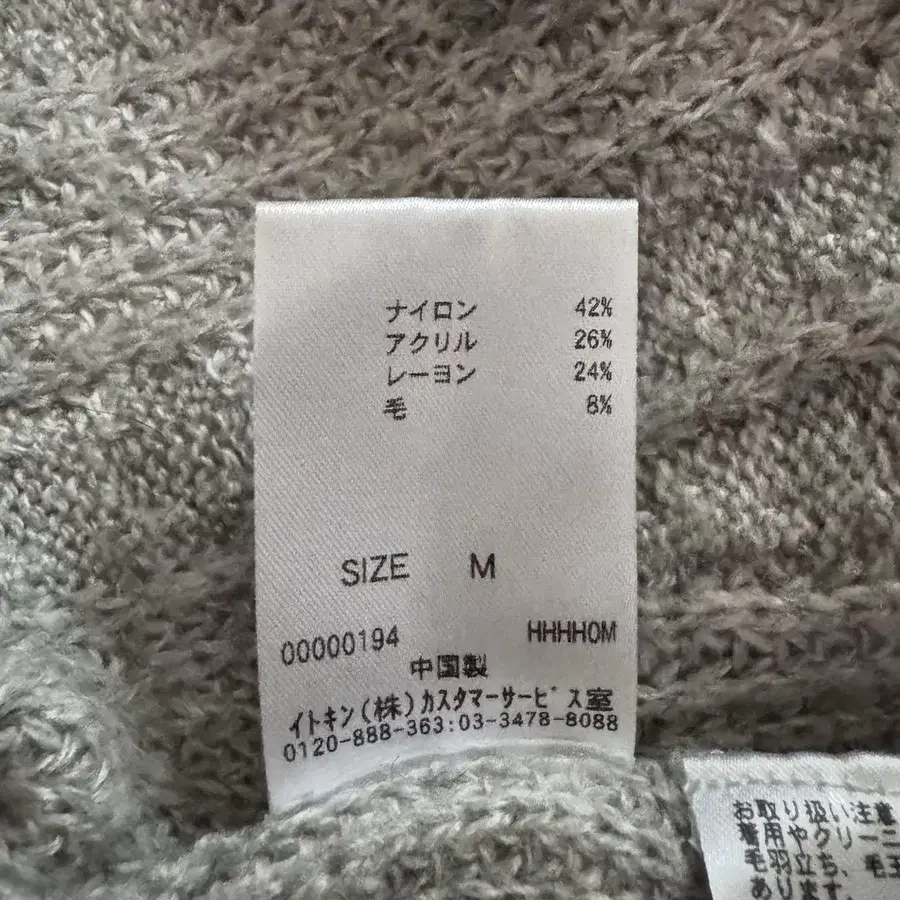 ナイロン 42%
アクリル 26%
レーヨン 24%
毛 8%
SIZE M
00000194 HHHHOM
中国製
イトキン(株)カスタマーサービス室
0120-888-363:03-3478-8088
お取り扱い注意
着用やクリーニ
毛羽立ち、毛玉
あります。